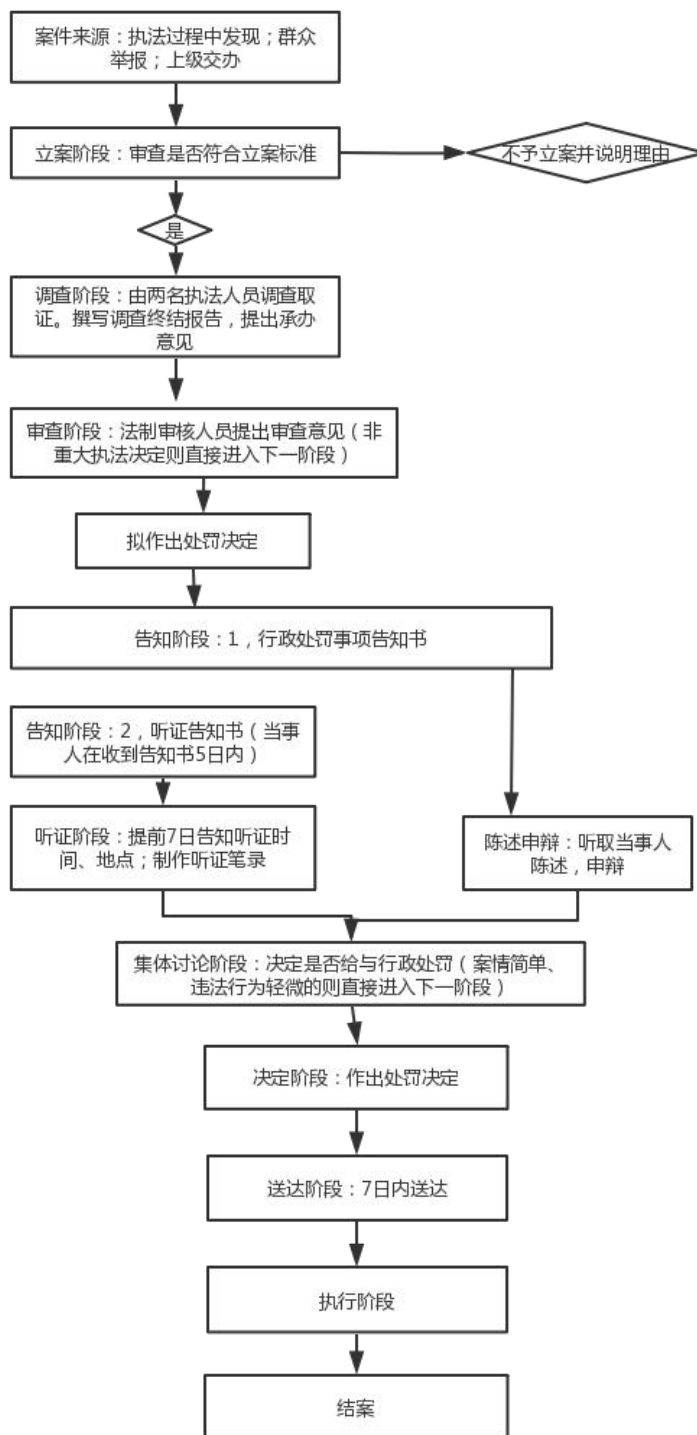 案件来源：执法过程中发现；群众
举报；上级交办
立案阶段：审查是否符合立案标准
不予立案并说明理由
是
调查阶段：由两名执法人员调查取
证。撰写调查终结报告，提出承办
意见
审查阶段：法制审核人员提出审查意见（非
重大执法决定则直接进入下一阶段）
拟作出处罚决定
告知阶段：1，行政处罚事项告知书
告知阶段：2，听证告知书（当事
人在收到告知书5日内）
听证阶段：提前7日告知听证时
间、地点；制作听证笔录
陈述申辩：听取当事人
陈述，申辩
集体讨论阶段：决定是否给与行政处罚（案情简单、
违法行为轻微的则直接进入下一阶段）
决定阶段：作出处罚决定
送达阶段：7日内送达
执行阶段
结案